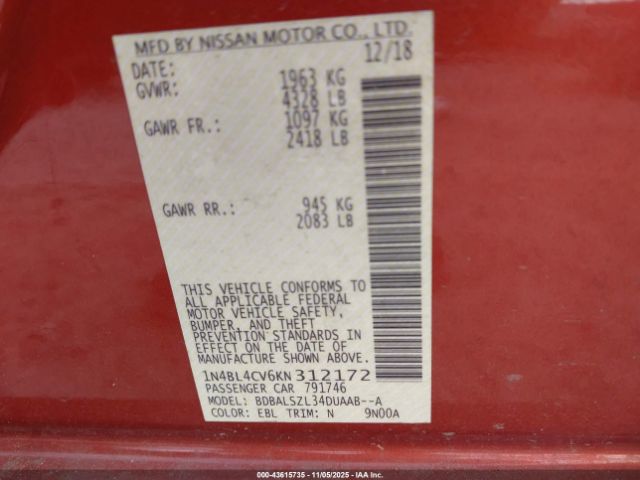 MFD BY NISSAN MOTOR CO., LTD.
DATE: 12/18
GVWR: 1963 KG
4328 LB
GAWR FR.: 1097 KG
2418 LB
GAWR RR.: 945 KG
2083 LB
THIS VEHICLE CONFORMS TO
ALL APPLICABLE FEDERAL
MOTOR VEHICLE SAFETY,
BUMPER, AND THEFT
PREVENTION STANDARDS IN
EFFECT ON THE DATE OF
MANUFACTURE SHOWN ABOVE.
1N4BL4CV6KN312172
PASSENGER CAR 791746
MODEL: BDBALSZL34DUAAB--A
COLOR: EBL TRIM: N 9N00A
000-43615735 - 11/05/2025 - IAA Inc.